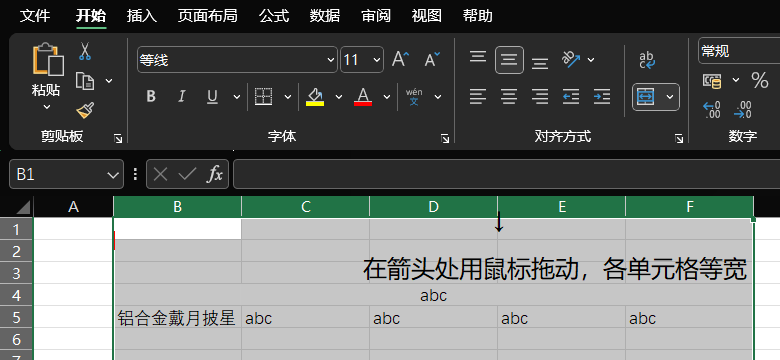 文件 开始 插入 页面布局 公式 数据 审阅 视图 帮助
等线 11 A A ab c 常规
粘贴 B I U A wén 文 %
.00 .0 .00
剪贴板 字体 对齐方式 数字
B1 fx
A B C D E F
1
2
3 在箭头处用鼠标拖动，各单元格等宽
4 abc
5 铝合金戴月披星 abc abc abc abc
6
7